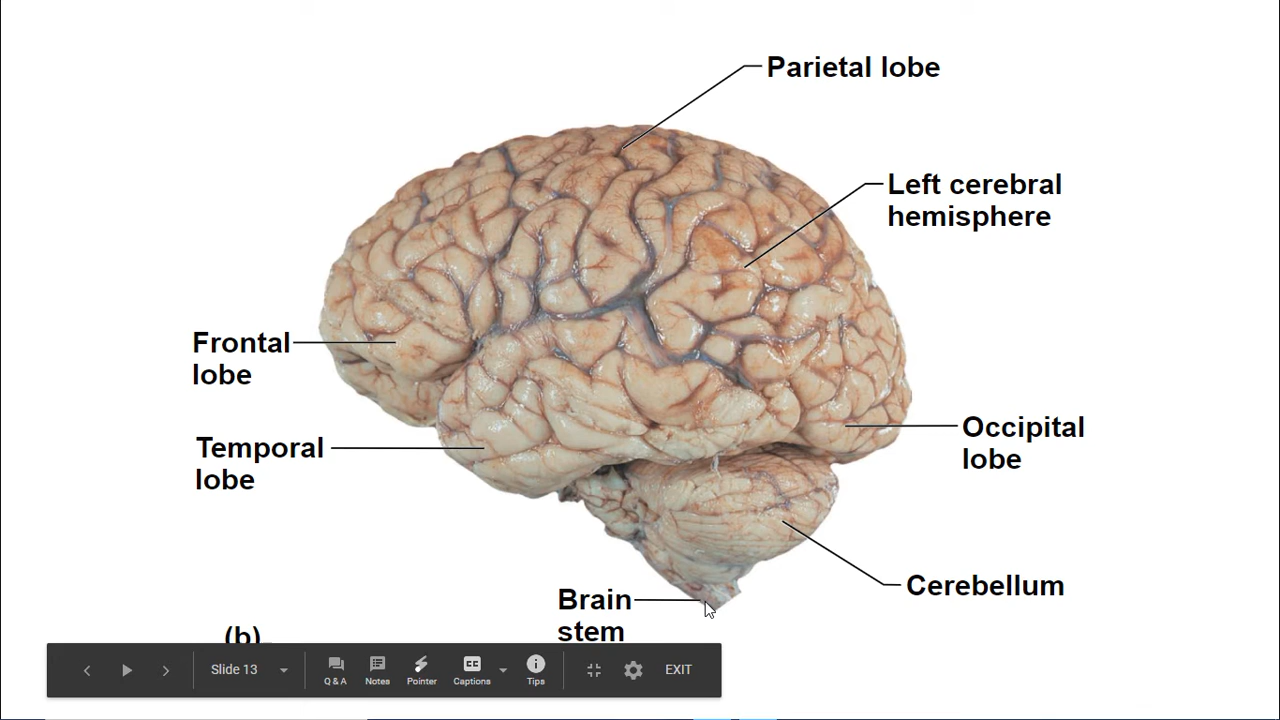 Parietal lobe
Left cerebral
hemisphere
Frontal
lobe
Temporal
lobe
Occipital
lobe
Cerebellum
Brain
stem
(b)
Slide 13
Q & A
Notes
Pointer
CC
Captions
Tips
EXIT